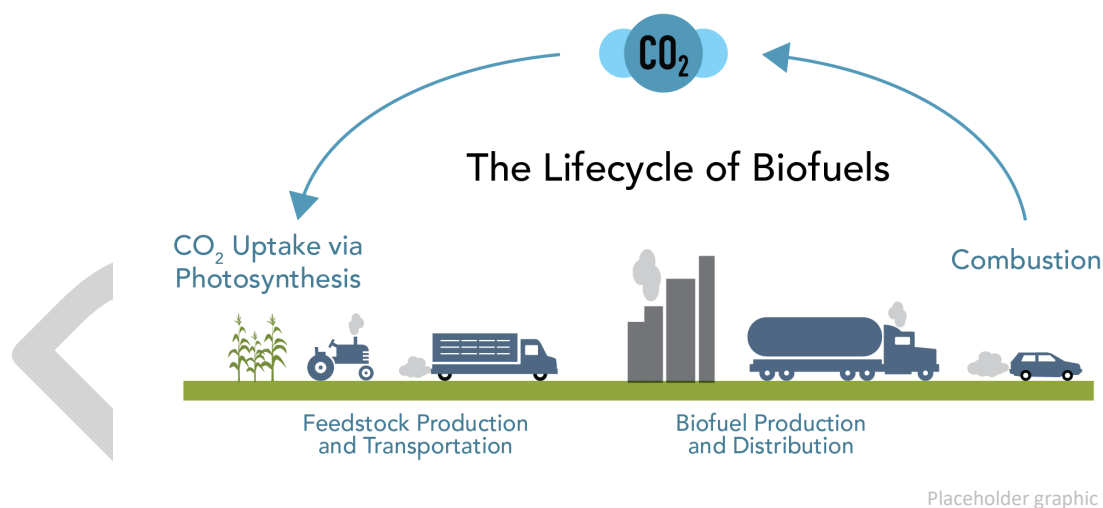 CO₂
The Lifecycle of Biofuels
CO₂ Uptake via
Photosynthesis
Combustion
Feedstock Production
and Transportation
Biofuel Production
and Distribution
Placeholder graphic